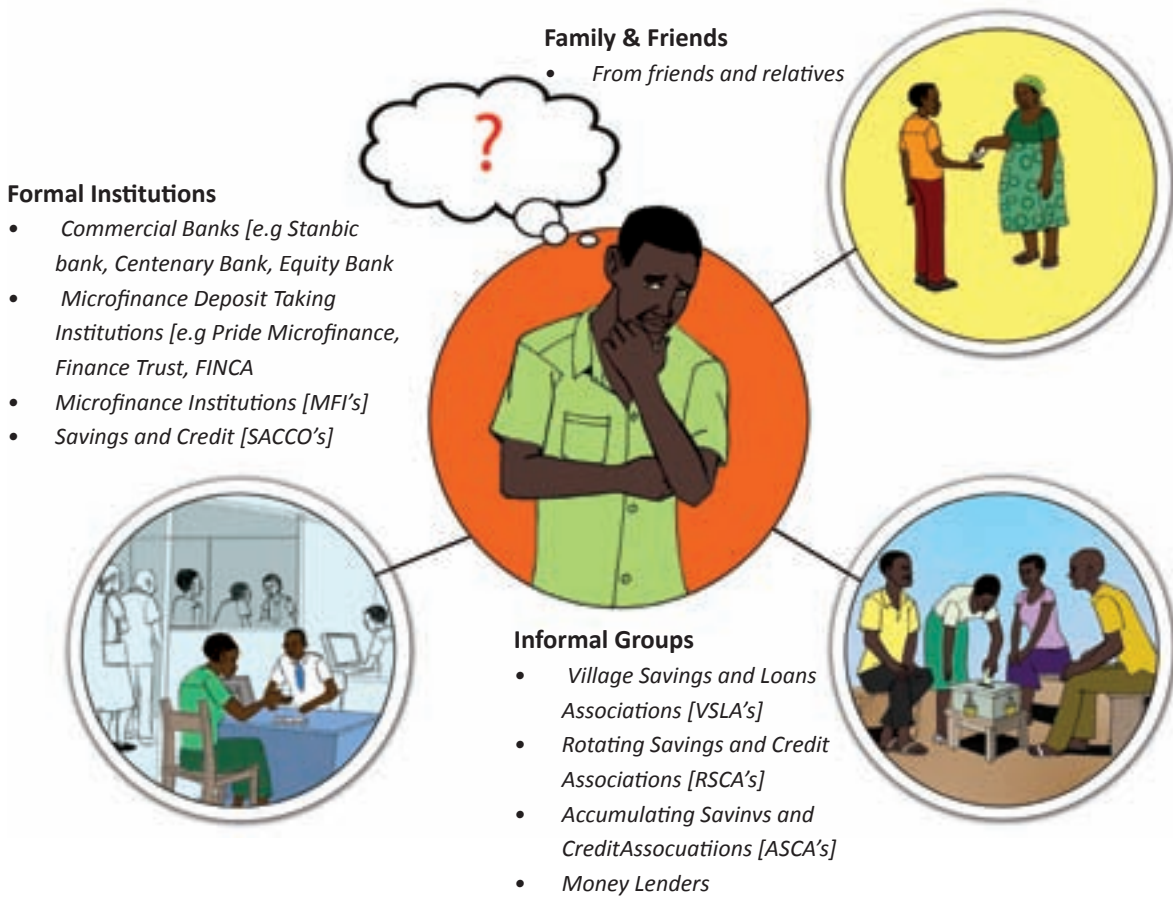 Family & Friends
• From friends and relatives
?
Formal Institutions
• Commercial Banks [e.g Stanbic
bank, Centenary Bank, Equity Bank
• Microfinance Deposit Taking
Institutions [e.g Pride Microfinance,
Finance Trust, FINCA
• Microfinance Institutions [MFI's]
• Savings and Credit [SACCO's]
Informal Groups
• Village Savings and Loans
Associations [VSLA's]
• Rotating Savings and Credit
Associations [RSCA's]
• Accumulating Savinvs and
CreditAssocuatiions [ASCA's]
• Money Lenders